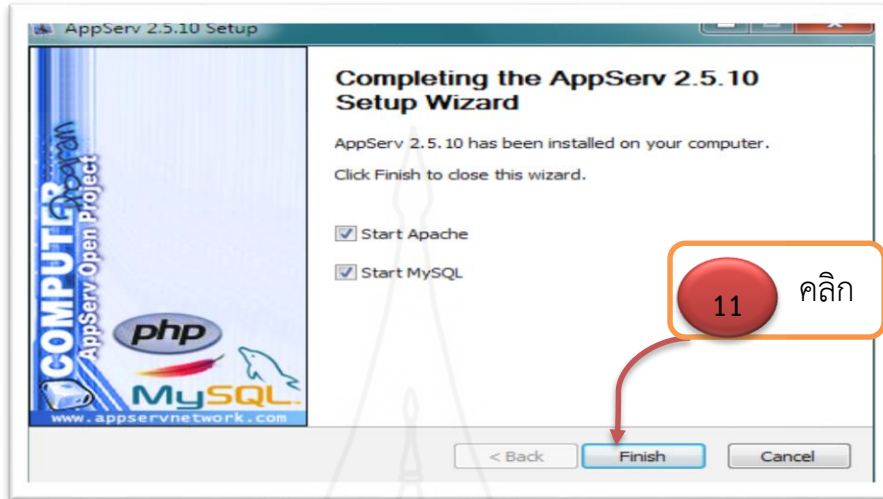 AppServ 2.5.10 Setup
COMPUTER
Program
AppServ Open Project
php
MySQL
www.appservnetwork.com
Completing the AppServ 2.5.10
Setup Wizard
AppServ 2.5.10 has been installed on your computer.
Click Finish to close this wizard.
Start Apache
Start MySQL
11 คลิก
< Back Finish Cancel